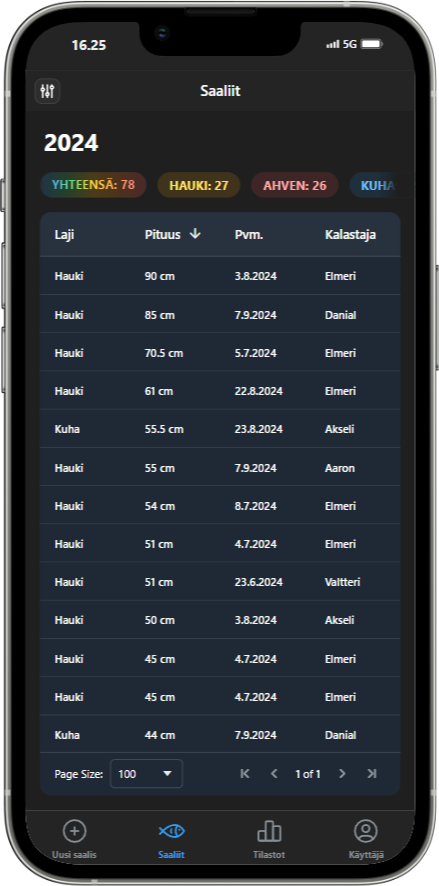 16.25 5G
Saaliit
2024
YHTEENSÄ: 78 HAUKI: 27 AHVEN: 26 KUHA
Laji Pituus Pvm. Kalastaja
Hauki 90 cm 3.8.2024 Elmeri
Hauki 85 cm 7.9.2024 Danial
Hauki 70.5 cm 5.7.2024 Elmeri
Hauki 61 cm 22.8.2024 Elmeri
Kuha 55.5 cm 23.8.2024 Akseli
Hauki 55 cm 7.9.2024 Aaron
Hauki 54 cm 8.7.2024 Elmeri
Hauki 51 cm 4.7.2024 Elmeri
Hauki 51 cm 23.6.2024 Valtteri
Hauki 50 cm 3.8.2024 Akseli
Hauki 45 cm 4.7.2024 Elmeri
Hauki 45 cm 4.7.2024 Elmeri
Kuha 44 cm 7.9.2024 Danial
Page Size: 100 1 of 1
Uusi saalis Saaliit Tilastot Käyttäjä